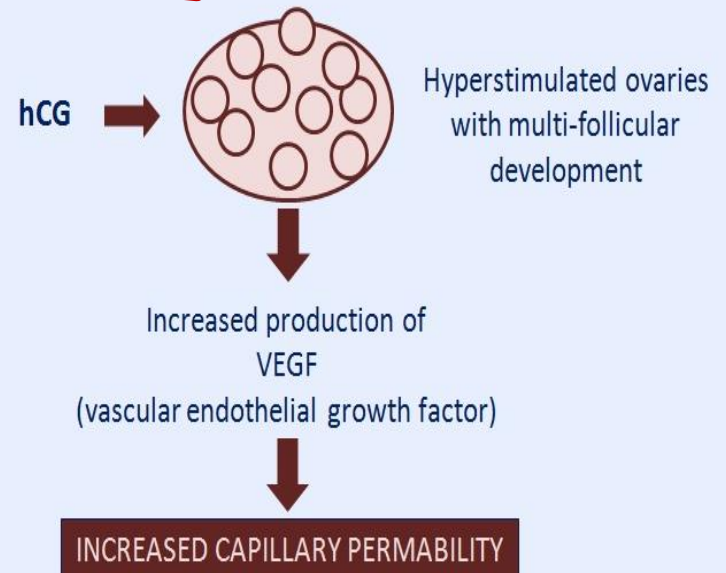 hCG
Hyperstimulated ovaries
with multi-follicular
development
Increased production of
VEGF
(vascular endothelial growth factor)
INCREASED CAPILLARY PERMABILITY